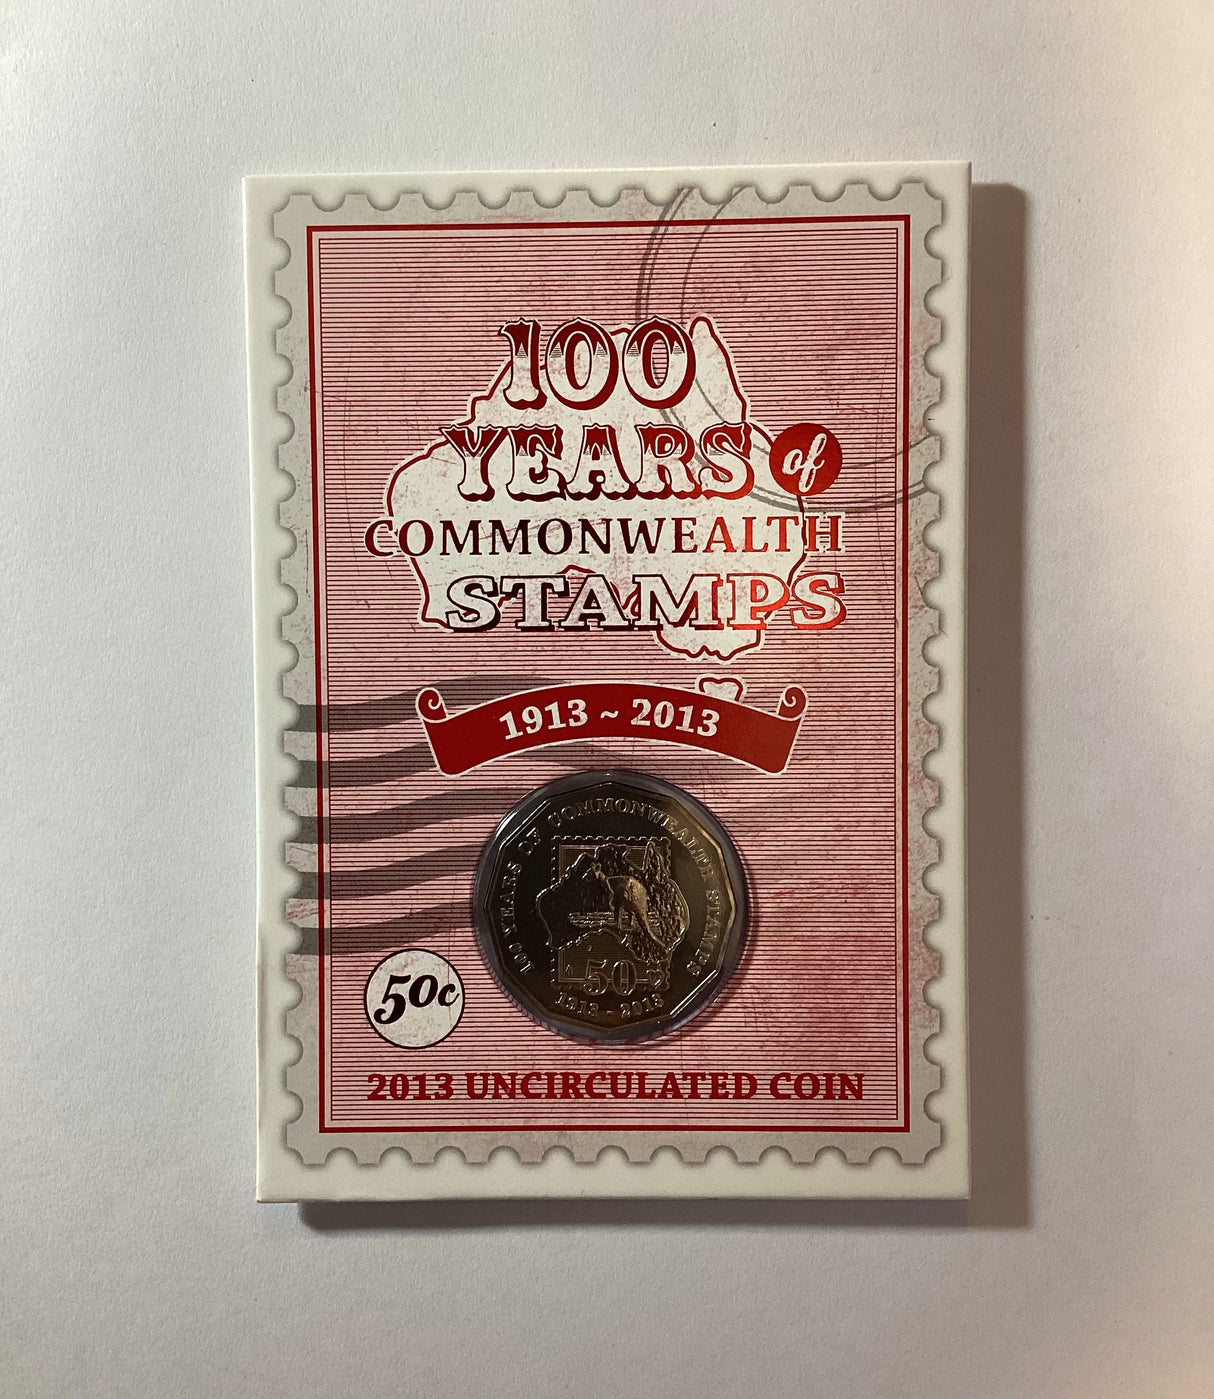 100
YEARS of
COMMONWEALTH
STAMPS
1913 ~ 2013
100 YEARS OF COMMONWEALTH STAMPS
50
1913 - 2013
50c
2013 UNCIRCULATED COIN